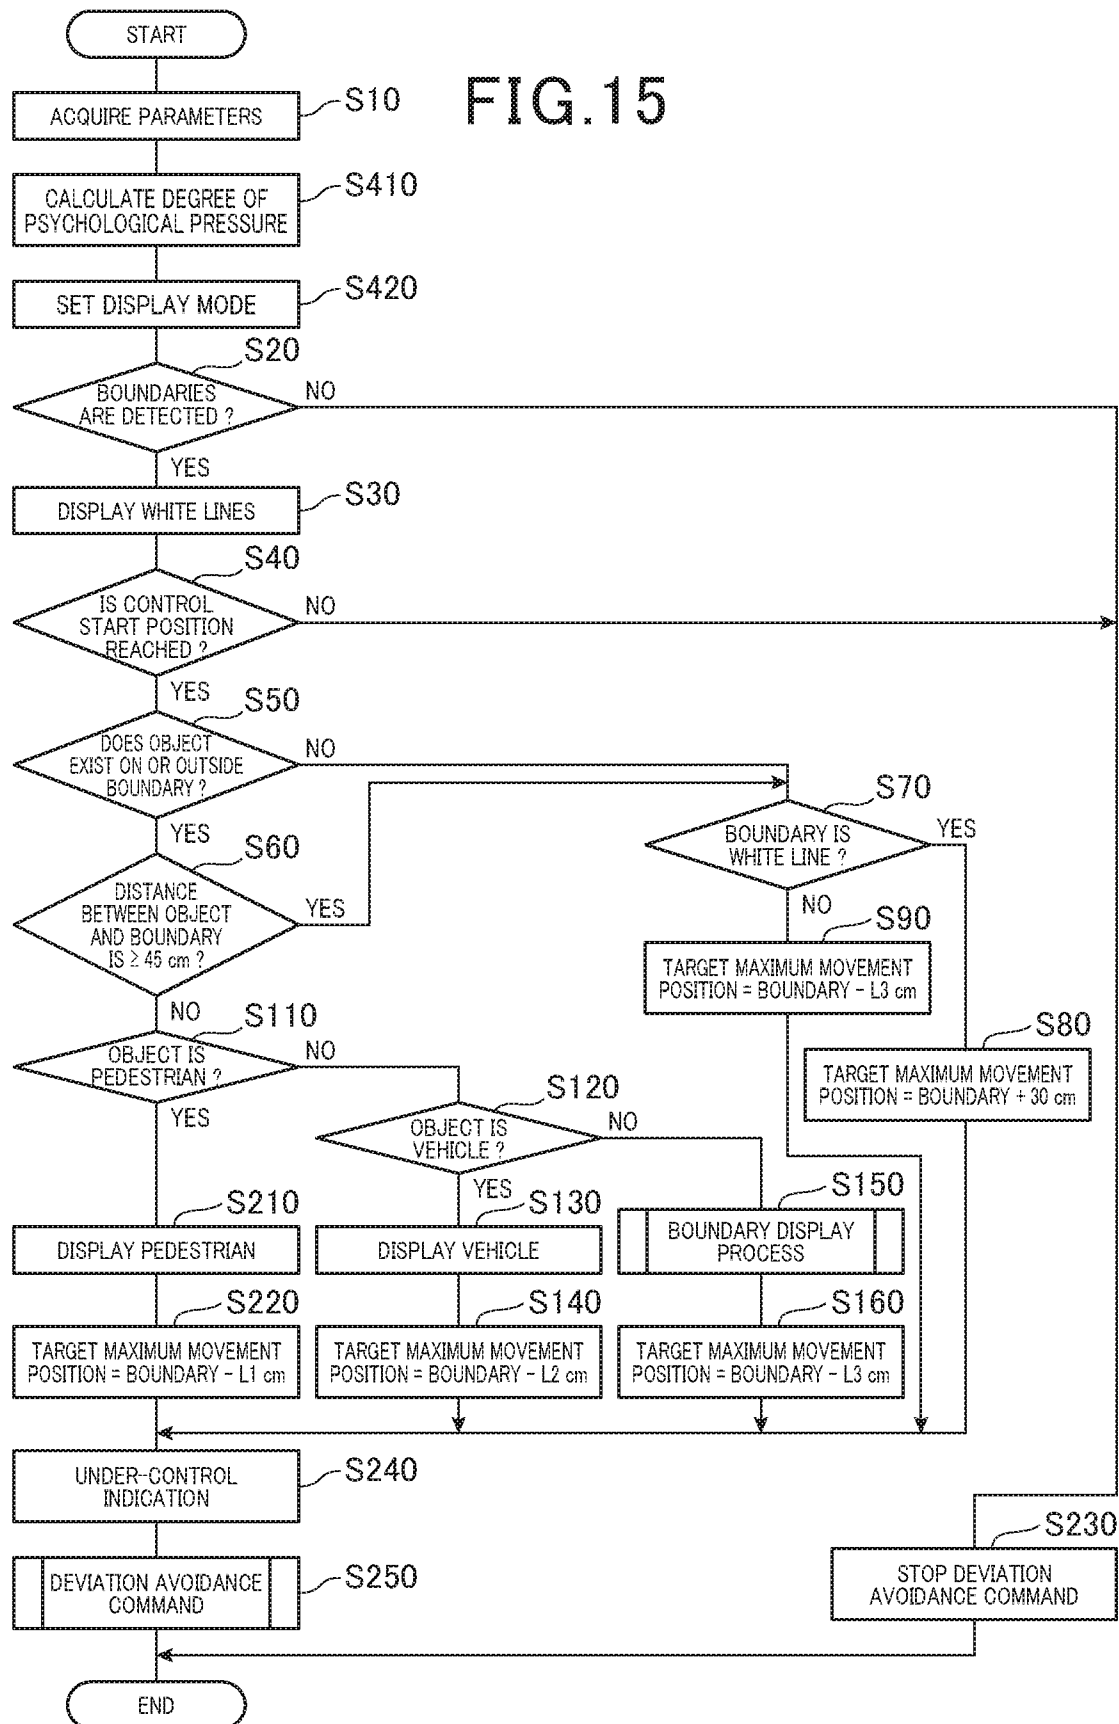 START
FIG.15
ACQUIRE PARAMETERS
S10
CALCULATE DEGREE OF
PSYCHOLOGICAL PRESSURE
S410
SET DISPLAY MODE
S420
BOUNDARIES
ARE DETECTED ?
S20
NO
YES
DISPLAY WHITE LINES
S30
IS CONTROL
START POSITION
REACHED ?
S40
NO
YES
DOES OBJECT
EXIST ON OR OUTSIDE
BOUNDARY ?
S50
NO
YES
DISTANCE
BETWEEN OBJECT
AND BOUNDARY
IS ≥ 45 cm ?
S60
YES
NO
BOUNDARY IS
WHITE LINE ?
S70
YES
NO
TARGET MAXIMUM MOVEMENT
POSITION = BOUNDARY − L3 cm
S90
TARGET MAXIMUM MOVEMENT
POSITION = BOUNDARY + 30 cm
S80
OBJECT IS
PEDESTRIAN ?
S110
NO
YES
OBJECT IS
VEHICLE ?
S120
NO
YES
DISPLAY PEDESTRIAN
S210
DISPLAY VEHICLE
S130
BOUNDARY DISPLAY
PROCESS
S150
TARGET MAXIMUM MOVEMENT
POSITION = BOUNDARY − L1 cm
S220
TARGET MAXIMUM MOVEMENT
POSITION = BOUNDARY − L2 cm
S140
TARGET MAXIMUM MOVEMENT
POSITION = BOUNDARY − L3 cm
S160
UNDER-CONTROL
INDICATION
S240
DEVIATION AVOIDANCE
COMMAND
S250
STOP DEVIATION
AVOIDANCE COMMAND
S230
END